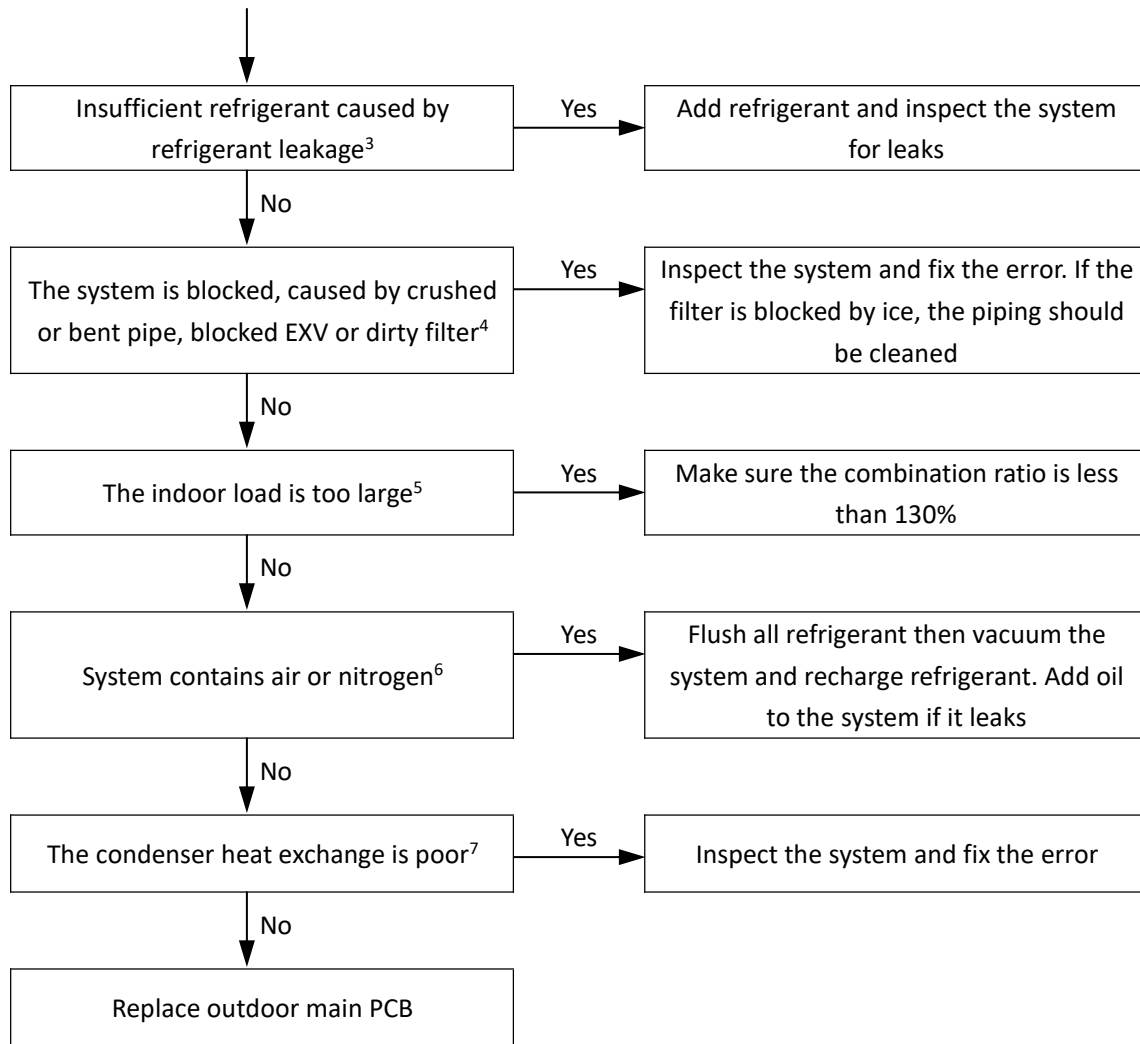 Insufficient refrigerant caused by
refrigerant leakage³
Yes
Add refrigerant and inspect the system
for leaks
No
The system is blocked, caused by crushed
or bent pipe, blocked EXV or dirty filter⁴
Yes
Inspect the system and fix the error. If the
filter is blocked by ice, the piping should
be cleaned
No
The indoor load is too large⁵
Yes
Make sure the combination ratio is less
than 130%
No
System contains air or nitrogen⁶
Yes
Flush all refrigerant then vacuum the
system and recharge refrigerant. Add oil
to the system if it leaks
No
The condenser heat exchange is poor⁷
Yes
Inspect the system and fix the error
No
Replace outdoor main PCB